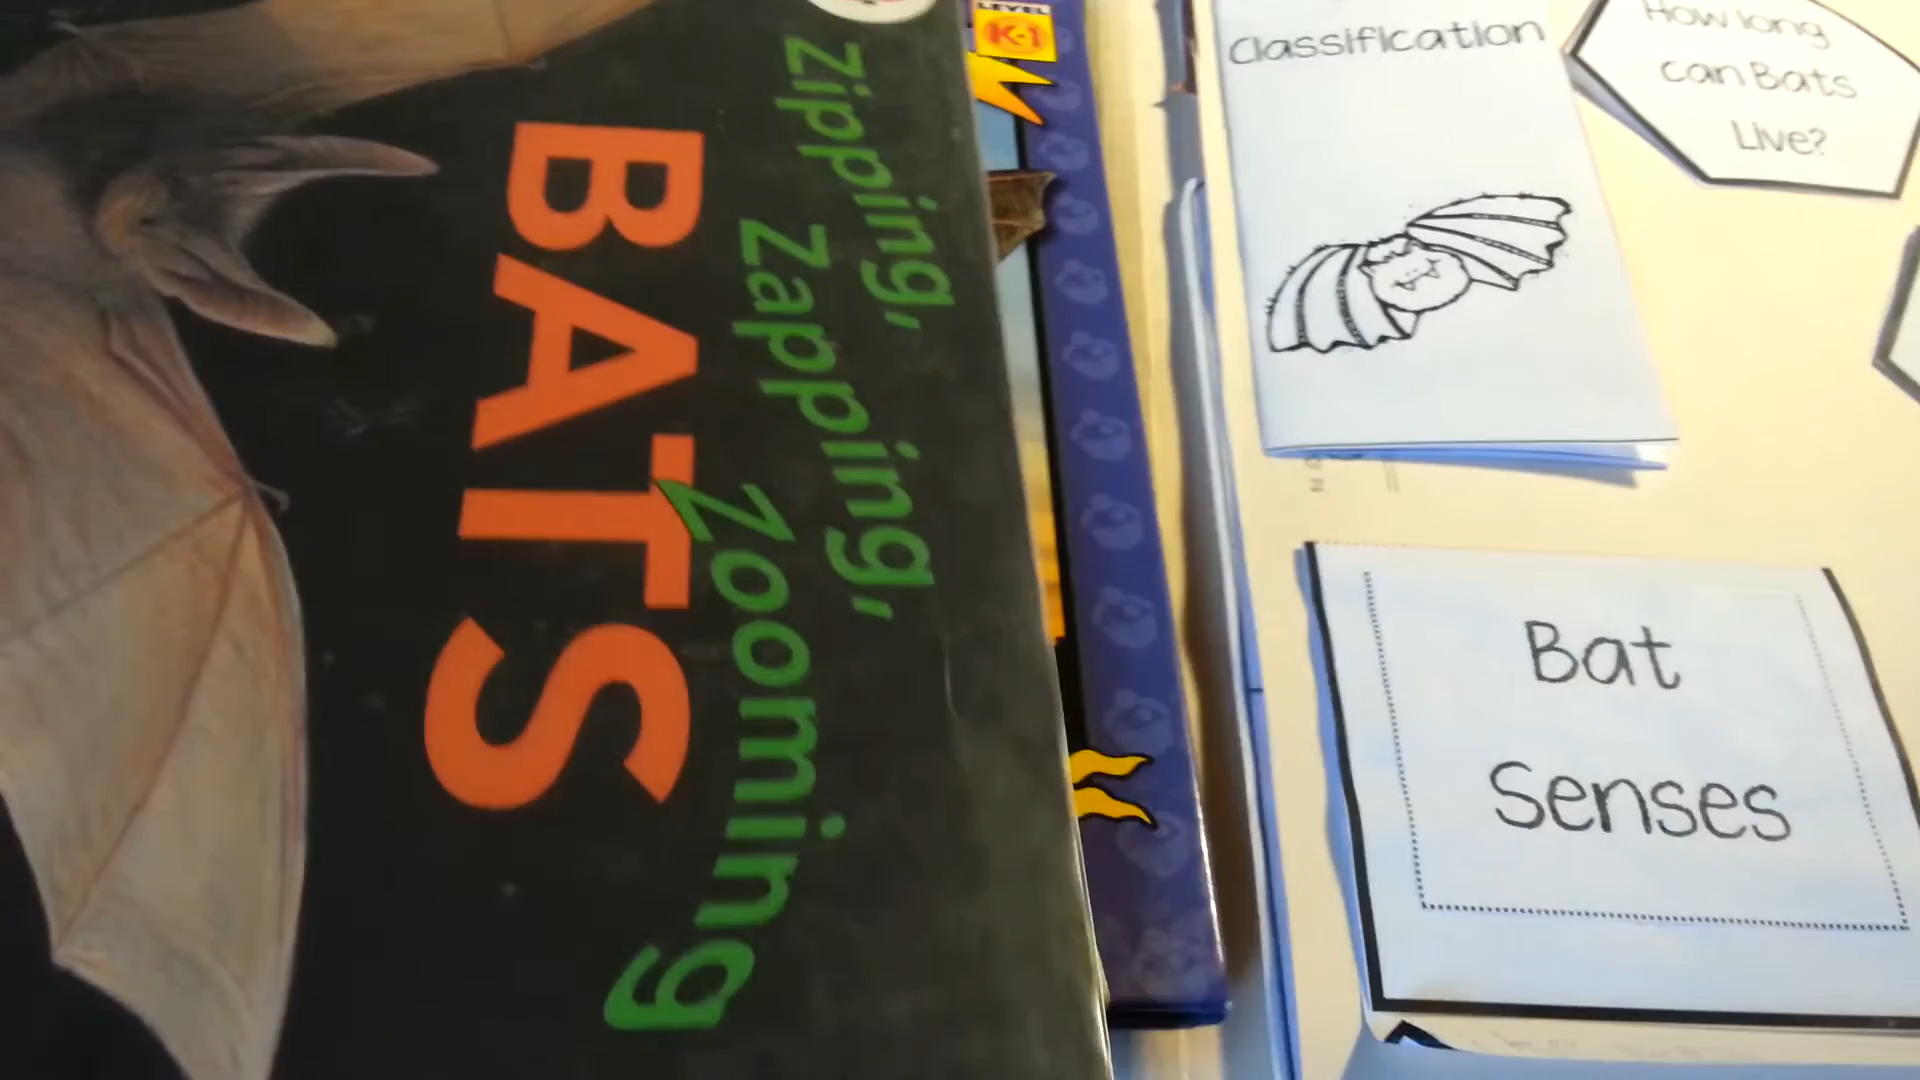 Zipping,
Zapping,
Zooming
BATS
LEVEL
K-1
Classification
How long
can Bats
Live?
Bat
Senses